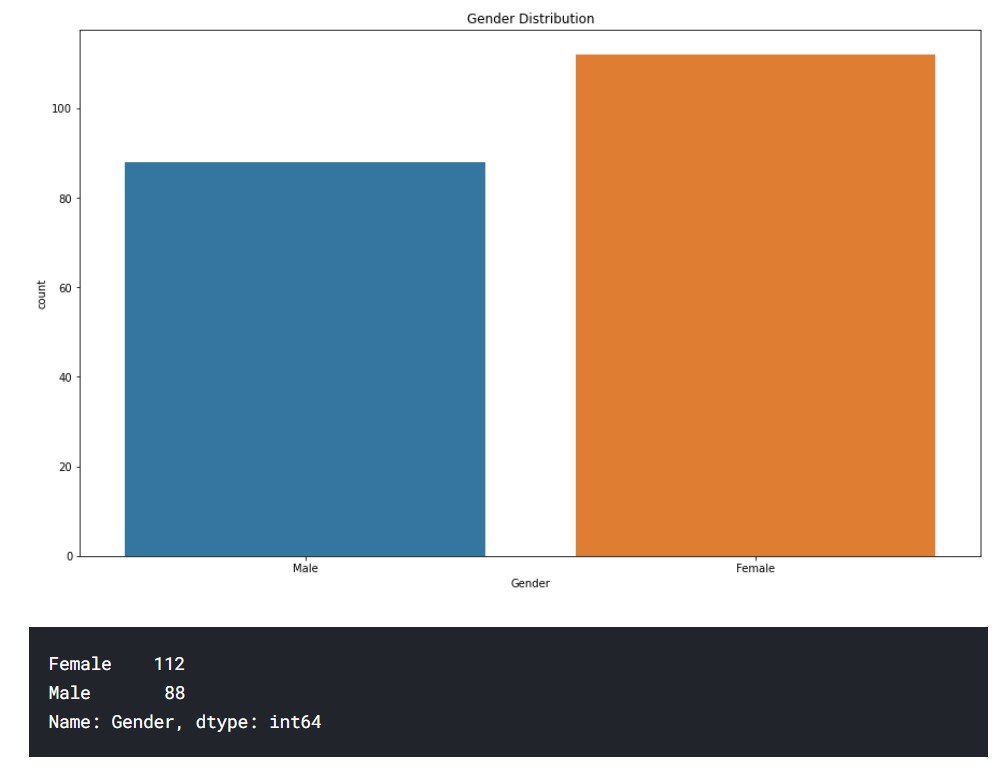 Gender Distribution
100
80
60
40
20
0
count
Male Female
Gender
Female 112
Male 88
Name: Gender, dtype: int64